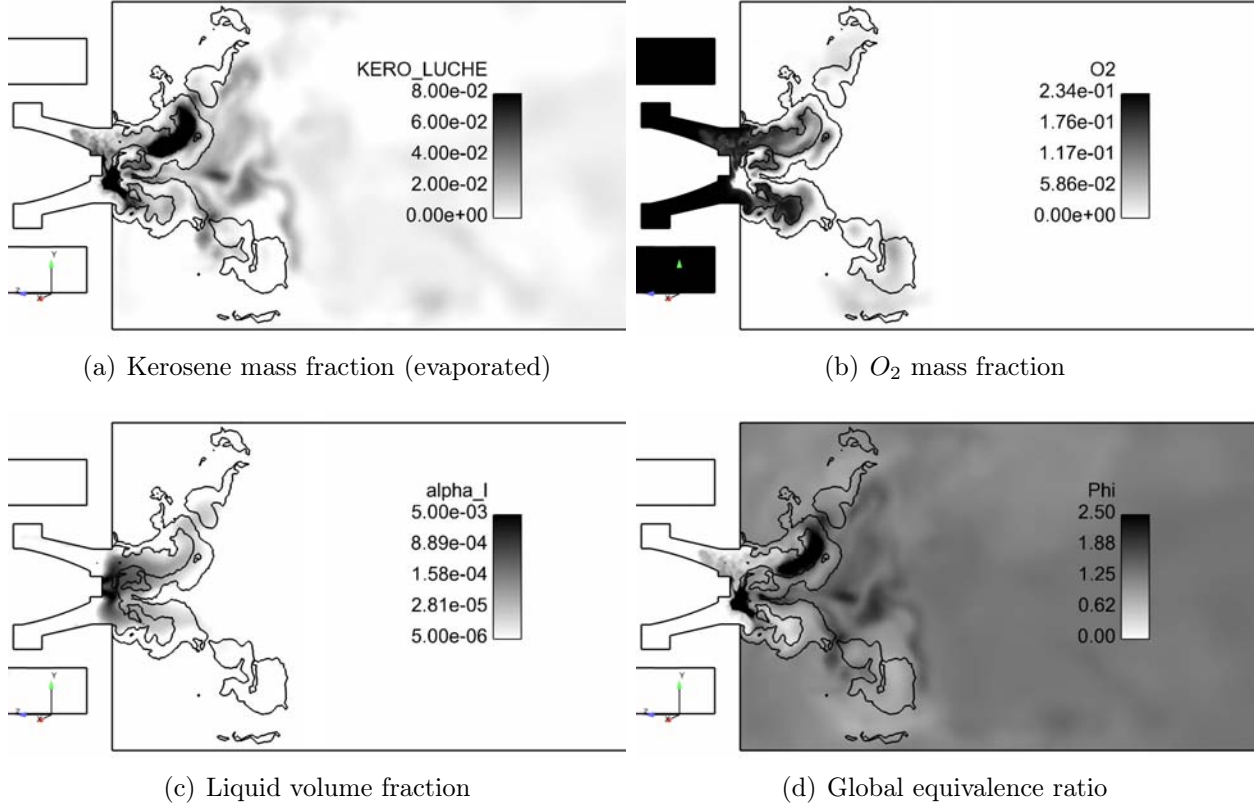 KERO_LUCHE
8.00e-02
6.00e-02
4.00e-02
2.00e-02
0.00e+00
Y
Z
X
(a) Kerosene mass fraction (evaporated)
O2
2.34e-01
1.76e-01
1.17e-01
5.86e-02
0.00e+00
X
(b) O2 mass fraction
alpha_l
5.00e-03
8.89e-04
1.58e-04
2.81e-05
5.00e-06
Y
Z
X
(c) Liquid volume fraction
Phi
2.50
1.88
1.25
0.62
0.00
Y
Z
X
(d) Global equivalence ratio